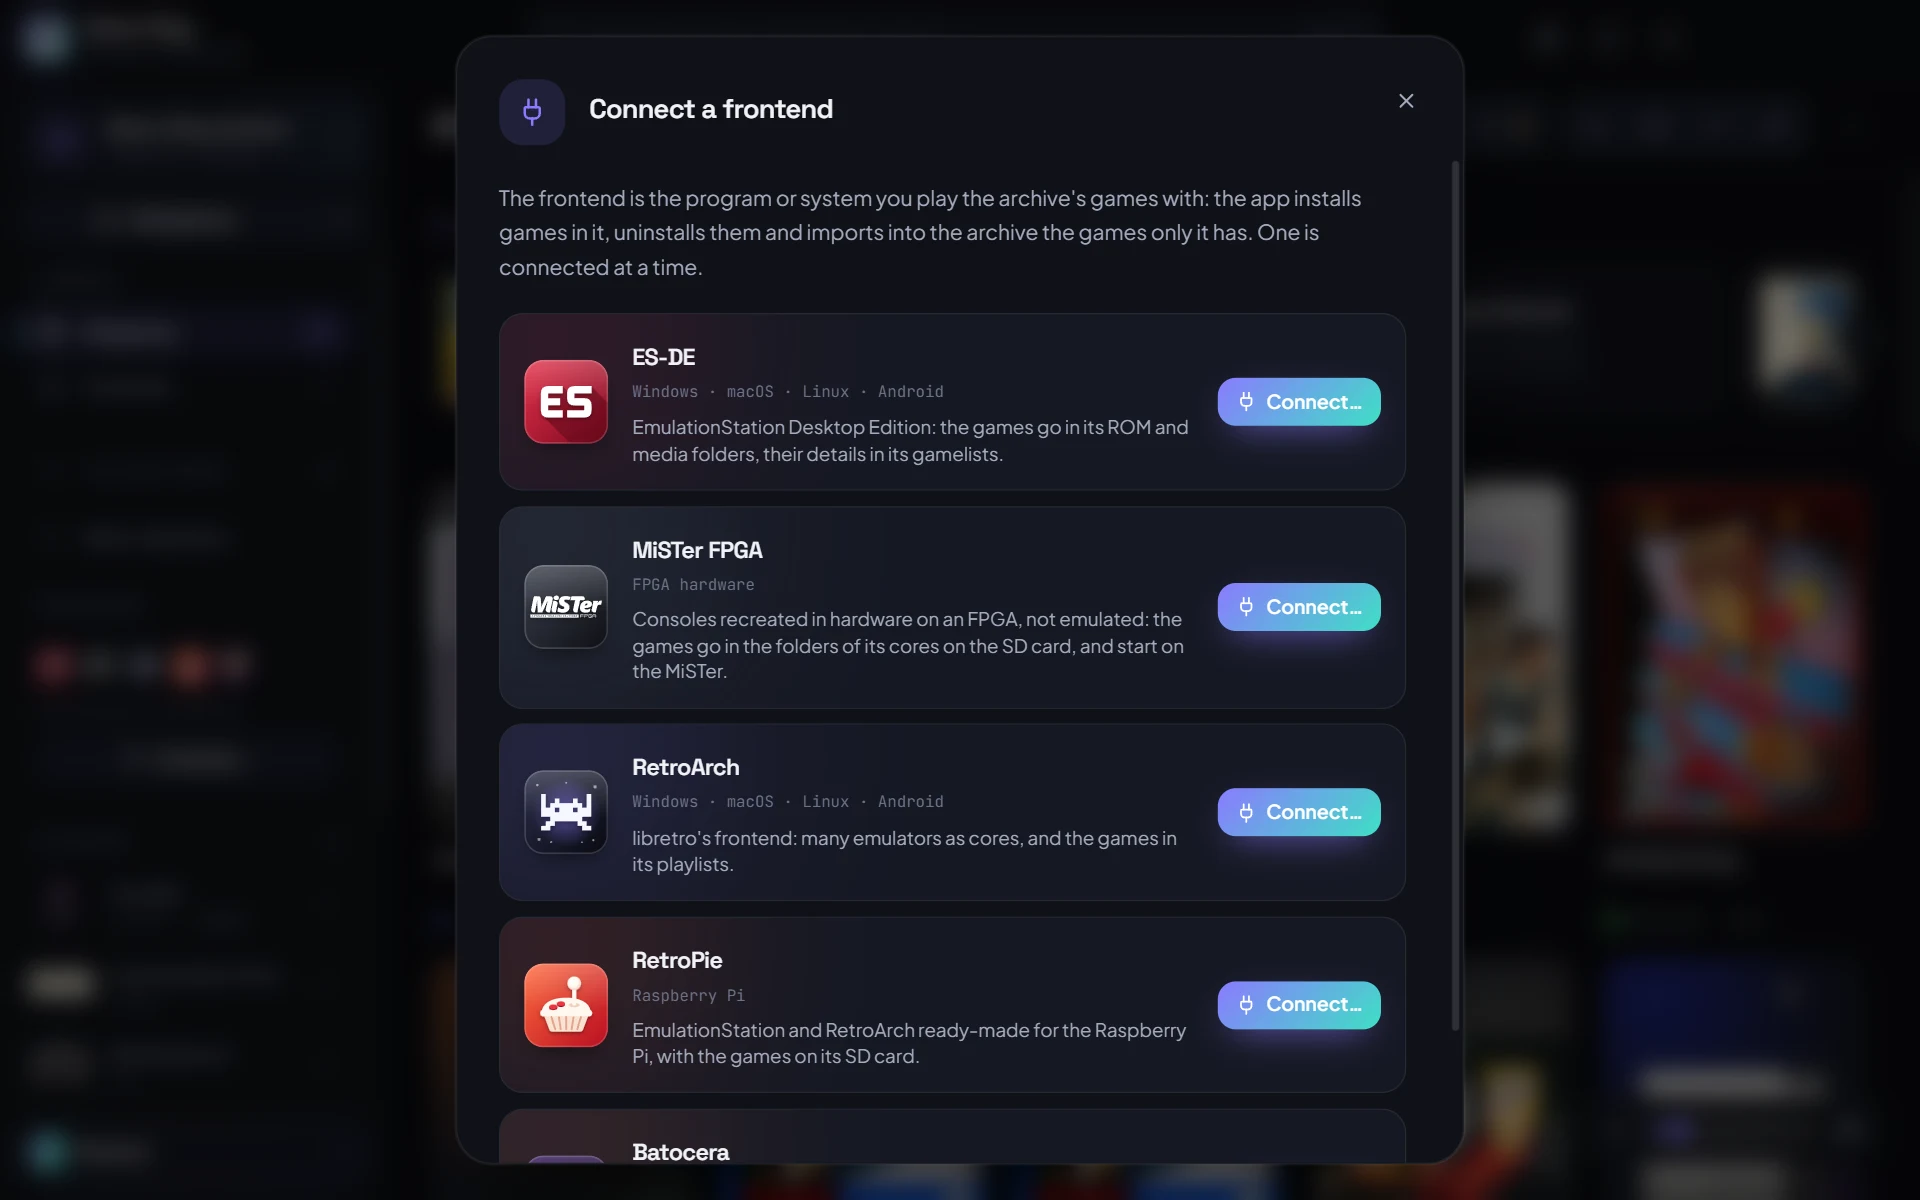 Connect a frontend
The frontend is the program or system you play the archive's games with: the app installs
games in it, uninstalls them and imports into the archive the games only it has. One is
connected at a time.
ES
ES-DE
Windows · macOS · Linux · Android
EmulationStation Desktop Edition: the games go in its ROM and
media folders, their details in its gamelists.
Connect…
MiSTer
FPGA
MiSTer FPGA
FPGA hardware
Consoles recreated in hardware on an FPGA, not emulated: the
games go in the folders of its cores on the SD card, and start on
the MiSTer.
Connect…
RetroArch
Windows · macOS · Linux · Android
libretro's frontend: many emulators as cores, and the games in
its playlists.
Connect…
RetroPie
Raspberry Pi
EmulationStation and RetroArch ready-made for the Raspberry
Pi, with the games on its SD card.
Connect…
Batocera